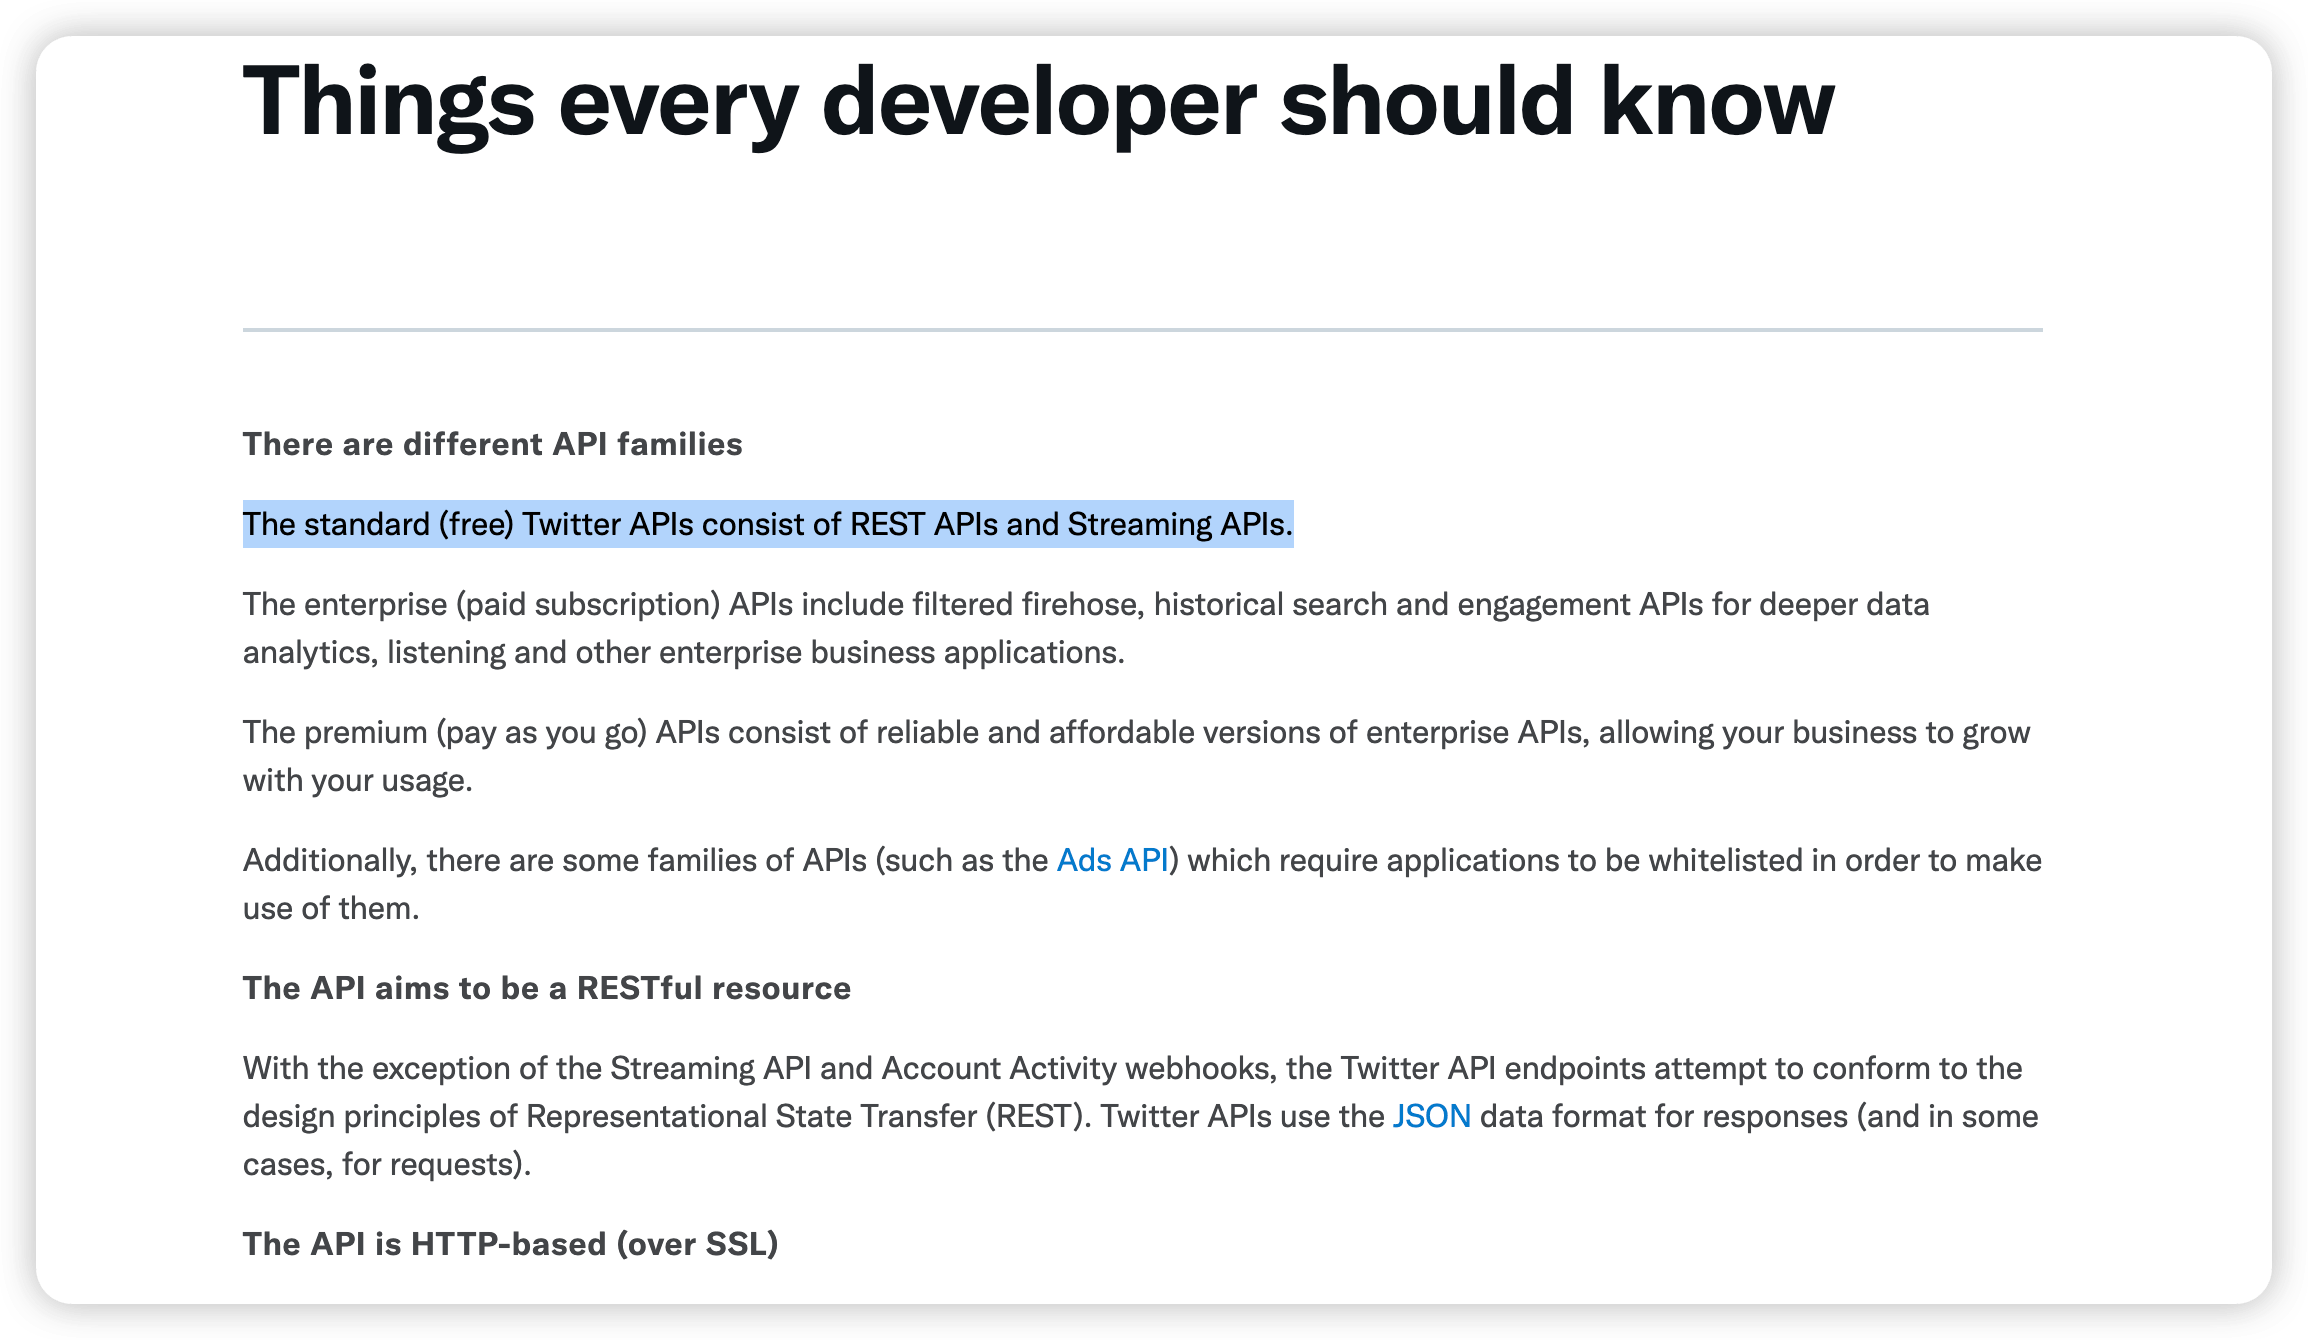 Things every developer should know
There are different API families
The standard (free) Twitter APIs consist of REST APIs and Streaming APIs.
The enterprise (paid subscription) APIs include filtered firehose, historical search and engagement APIs for deeper data
analytics, listening and other enterprise business applications.
The premium (pay as you go) APIs consist of reliable and affordable versions of enterprise APIs, allowing your business to grow
with your usage.
Additionally, there are some families of APIs (such as the Ads API) which require applications to be whitelisted in order to make
use of them.
The API aims to be a RESTful resource
With the exception of the Streaming API and Account Activity webhooks, the Twitter API endpoints attempt to conform to the
design principles of Representational State Transfer (REST). Twitter APIs use the JSON data format for responses (and in some
cases, for requests).
The API is HTTP-based (over SSL)